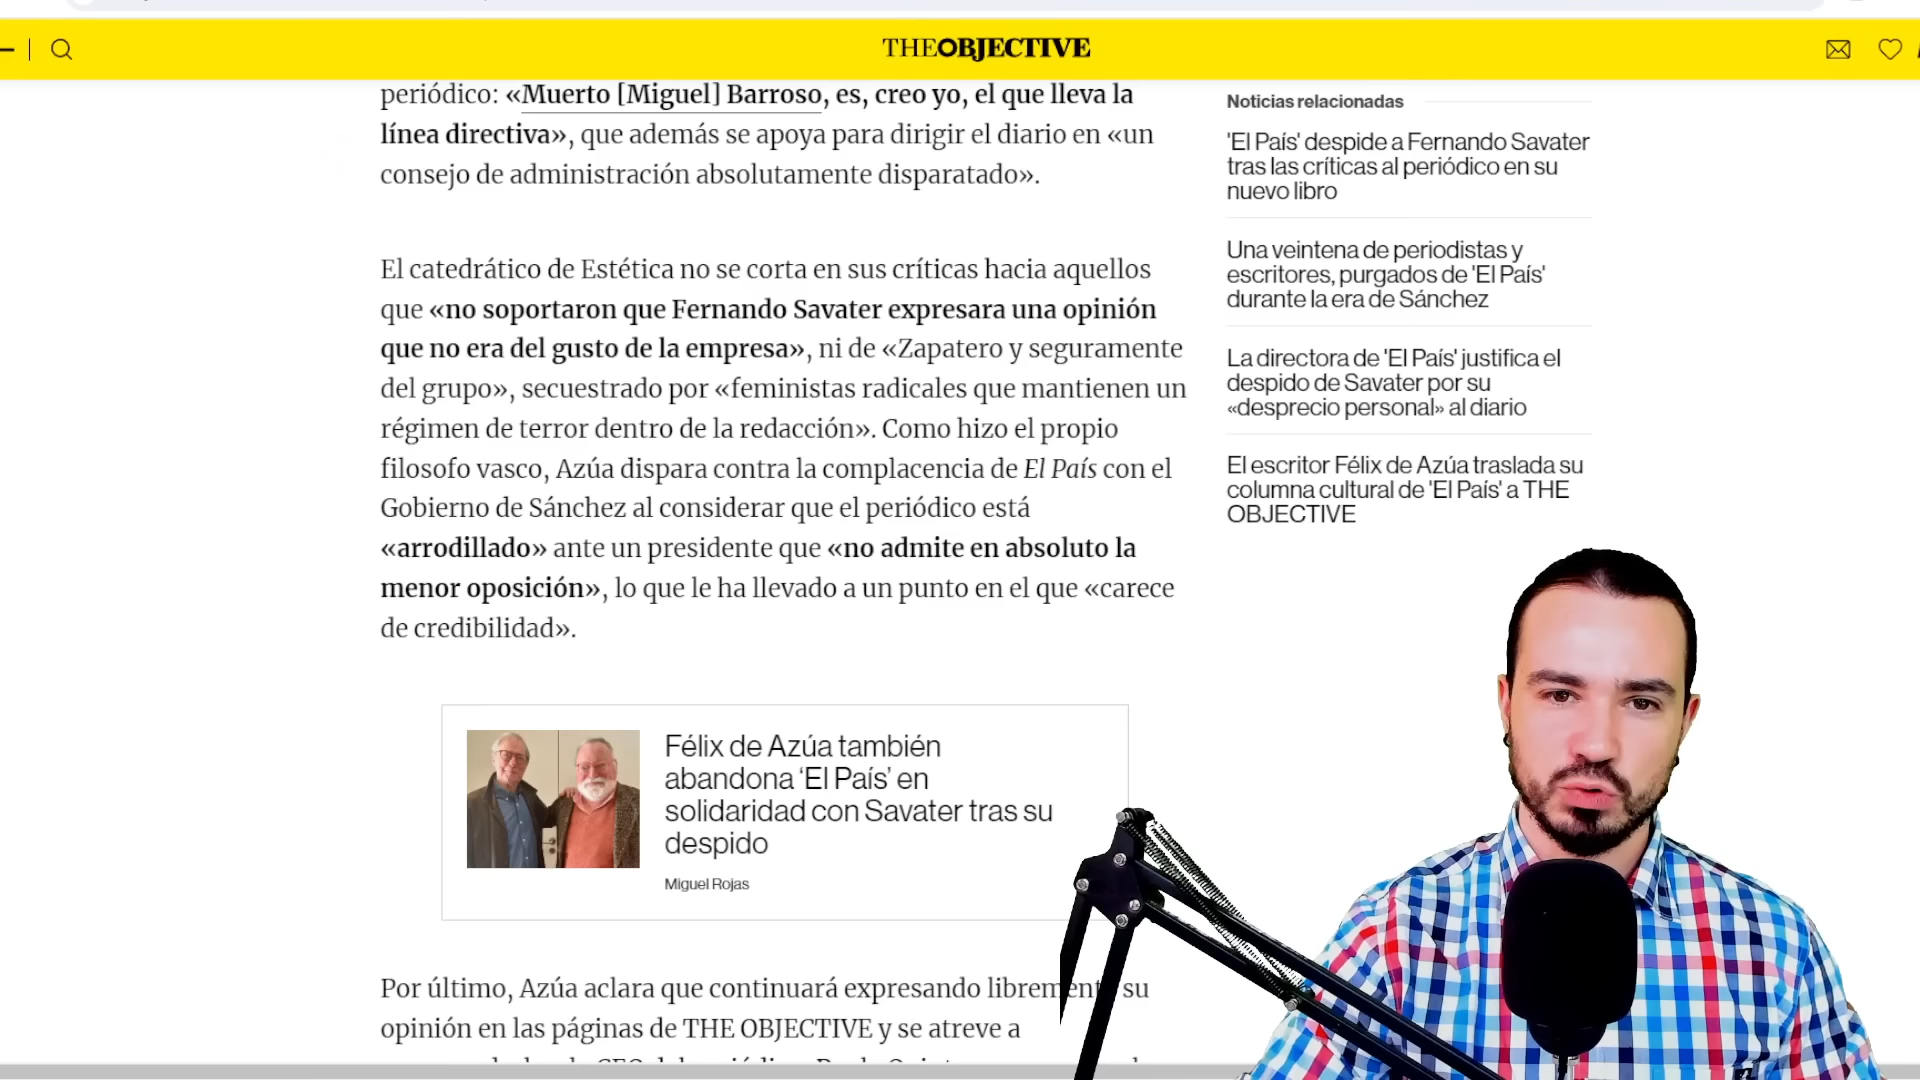 THEOBJECTIVE
periódico: «Muerto [Miguel] Barroso, es, creo yo, el que lleva la
línea directiva», que además se apoya para dirigir el diario en «un
consejo de administración absolutamente disparatado».
El catedrático de Estética no se corta en sus críticas hacia aquellos
que «no soportaron que Fernando Savater expresara una opinión
que no era del gusto de la empresa», ni de «Zapatero y seguramente
del grupo», secuestrado por «feministas radicales que mantienen un
régimen de terror dentro de la redacción». Como hizo el propio
filosofo vasco, Azúa dispara contra la complacencia de El País con el
Gobierno de Sánchez al considerar que el periódico está
«arrodillado» ante un presidente que «no admite en absoluto la
menor oposición», lo que le ha llevado a un punto en el que «carece
de credibilidad».
Félix de Azúa también
abandona ‘El País’ en
solidaridad con Savater tras su
despido
Miguel Rojas
Por último, Azúa aclara que continuará expresando libremente su
opinión en las páginas de THE OBJECTIVE y se atreve a
Noticias relacionadas
'El País' despide a Fernando Savater
tras las críticas al periódico en su
nuevo libro
Una veintena de periodistas y
escritores, purgados de 'El País'
durante la era de Sánchez
La directora de 'El País' justifica el
despido de Savater por su
«desprecio personal» al diario
El escritor Félix de Azúa traslada su
columna cultural de 'El País' a THE
OBJECTIVE